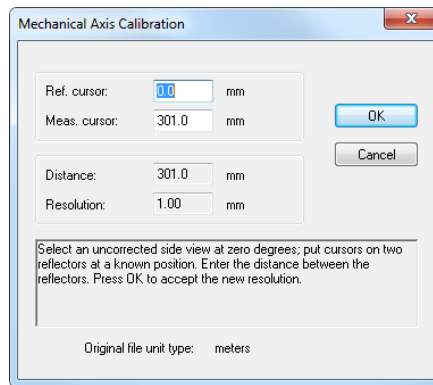 Mechanical Axis Calibration
Ref. cursor: 0.0 mm
Meas. cursor: 301.0 mm
OK
Cancel
Distance: 301.0 mm
Resolution: 1.00 mm
Select an uncorrected side view at zero degrees; put cursors on two
reflectors at a known position. Enter the distance between the
reflectors. Press OK to accept the new resolution.
Original file unit type: meters